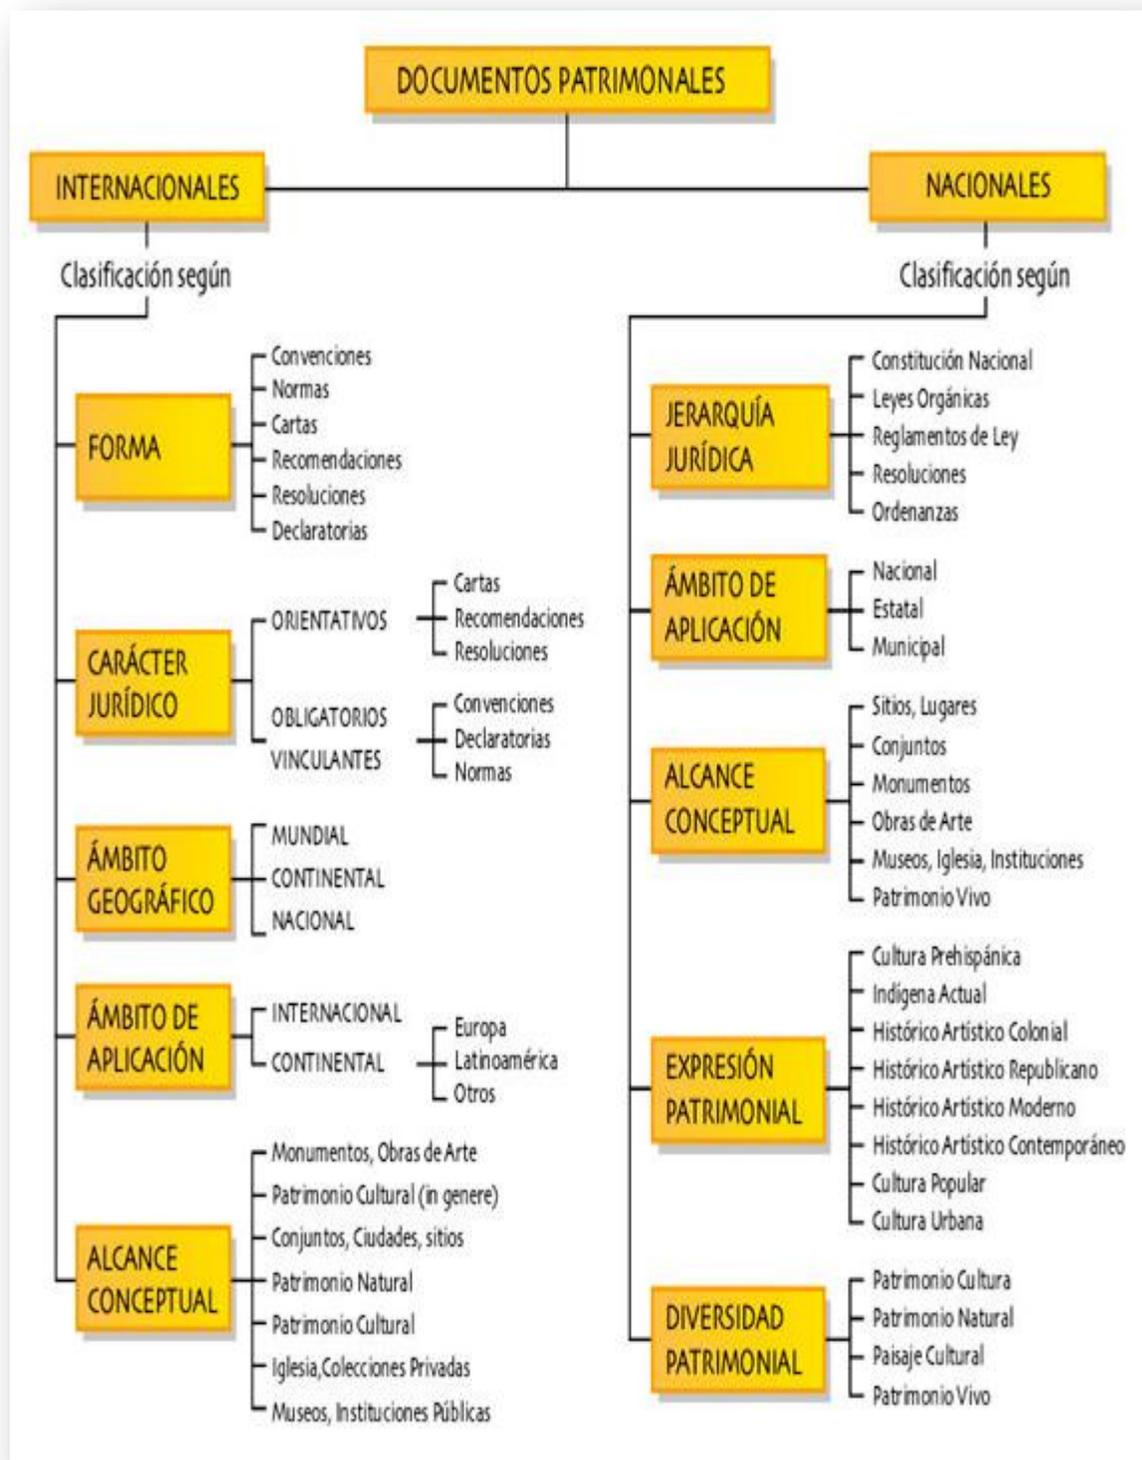 DOCUMENTOS PATRIMONALES
INTERNACIONALES
Clasificación según
FORMA
Convenciones
Normas
Cartas
Recomendaciones
Resoluciones
Declaratorias
CARÁCTER
JURÍDICO
ORIENTATIVOS
Cartas
Recomendaciones
Resoluciones
OBLIGATORIOS
VINCULANTES
Convenciones
Declaratorias
Normas
ÁMBITO
GEOGRÁFICO
MUNDIAL
CONTINENTAL
NACIONAL
ÁMBITO DE
APLICACIÓN
INTERNACIONAL
CONTINENTAL
Europa
Latinoamérica
Otros
ALCANCE
CONCEPTUAL
Monumentos, Obras de Arte
Patrimonio Cultural (in genere)
Conjuntos, Ciudades, sitios
Patrimonio Natural
Patrimonio Cultural
Iglesia,Colecciones Privadas
Museos, Instituciones Públicas
NACIONALES
Clasificación según
JERARQUÍA
JURÍDICA
Constitución Nacional
Leyes Orgánicas
Reglamentos de Ley
Resoluciones
Ordenanzas
ÁMBITO DE
APLICACIÓN
Nacional
Estatal
Municipal
ALCANCE
CONCEPTUAL
Sitios, Lugares
Conjuntos
Monumentos
Obras de Arte
Museos, Iglesia, Instituciones
Patrimonio Vivo
EXPRESIÓN
PATRIMONIAL
Cultura Prehispánica
Indígena Actual
Histórico Artístico Colonial
Histórico Artístico Republicano
Histórico Artístico Moderno
Histórico Artístico Contemporáneo
Cultura Popular
Cultura Urbana
DIVERSIDAD
PATRIMONIAL
Patrimonio Cultura
Patrimonio Natural
Paisaje Cultural
Patrimonio Vivo